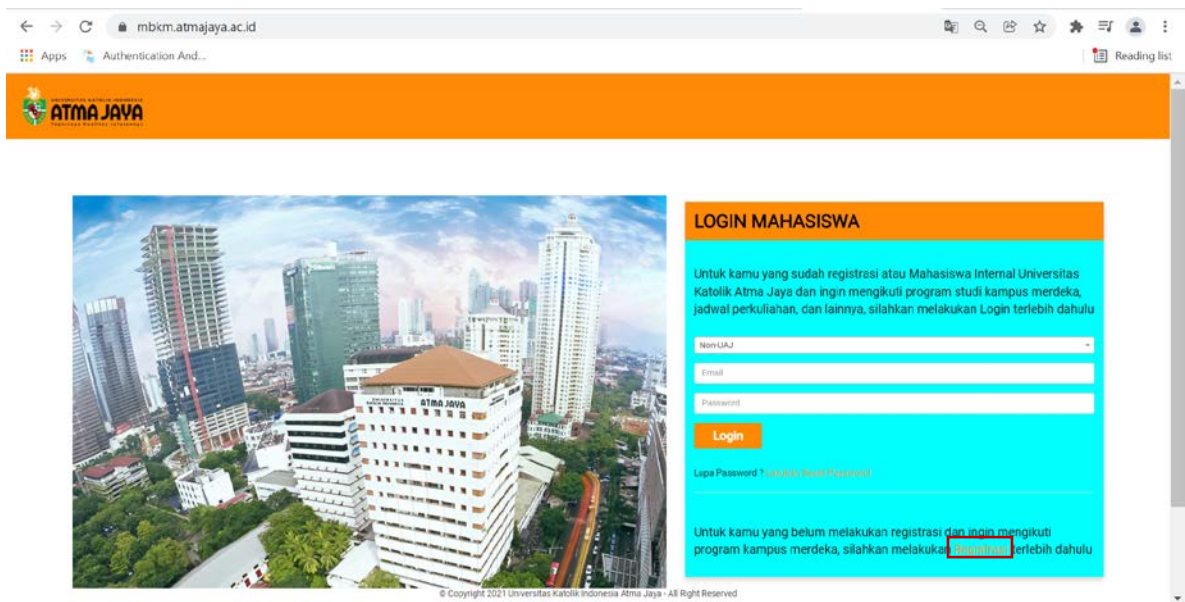 mbkm.atmajaya.ac.id
Apps Authentication And... Reading list
ATMA JAYA
LOGIN MAHASISWA
Untuk kamu yang sudah registrasi atau Mahasiswa Internal Universitas
Katolik Atma Jaya dan ingin mengikuti program studi kampus merdeka,
jadwal perkuliahan, dan lainnya, silahkan melakukan Login terlebih dahulu
Non-UAJ
Email
Password
Login
Lupa Password ?
ATMA JAYA
Untuk kamu yang belum melakukan registrasi dan ingin mengikuti
program kampus merdeka, silahkan melakukan Registrasi terlebih dahulu
© Copyright 2021 Universitas Katolik Indonesia Atma Jaya - All Right Reserved